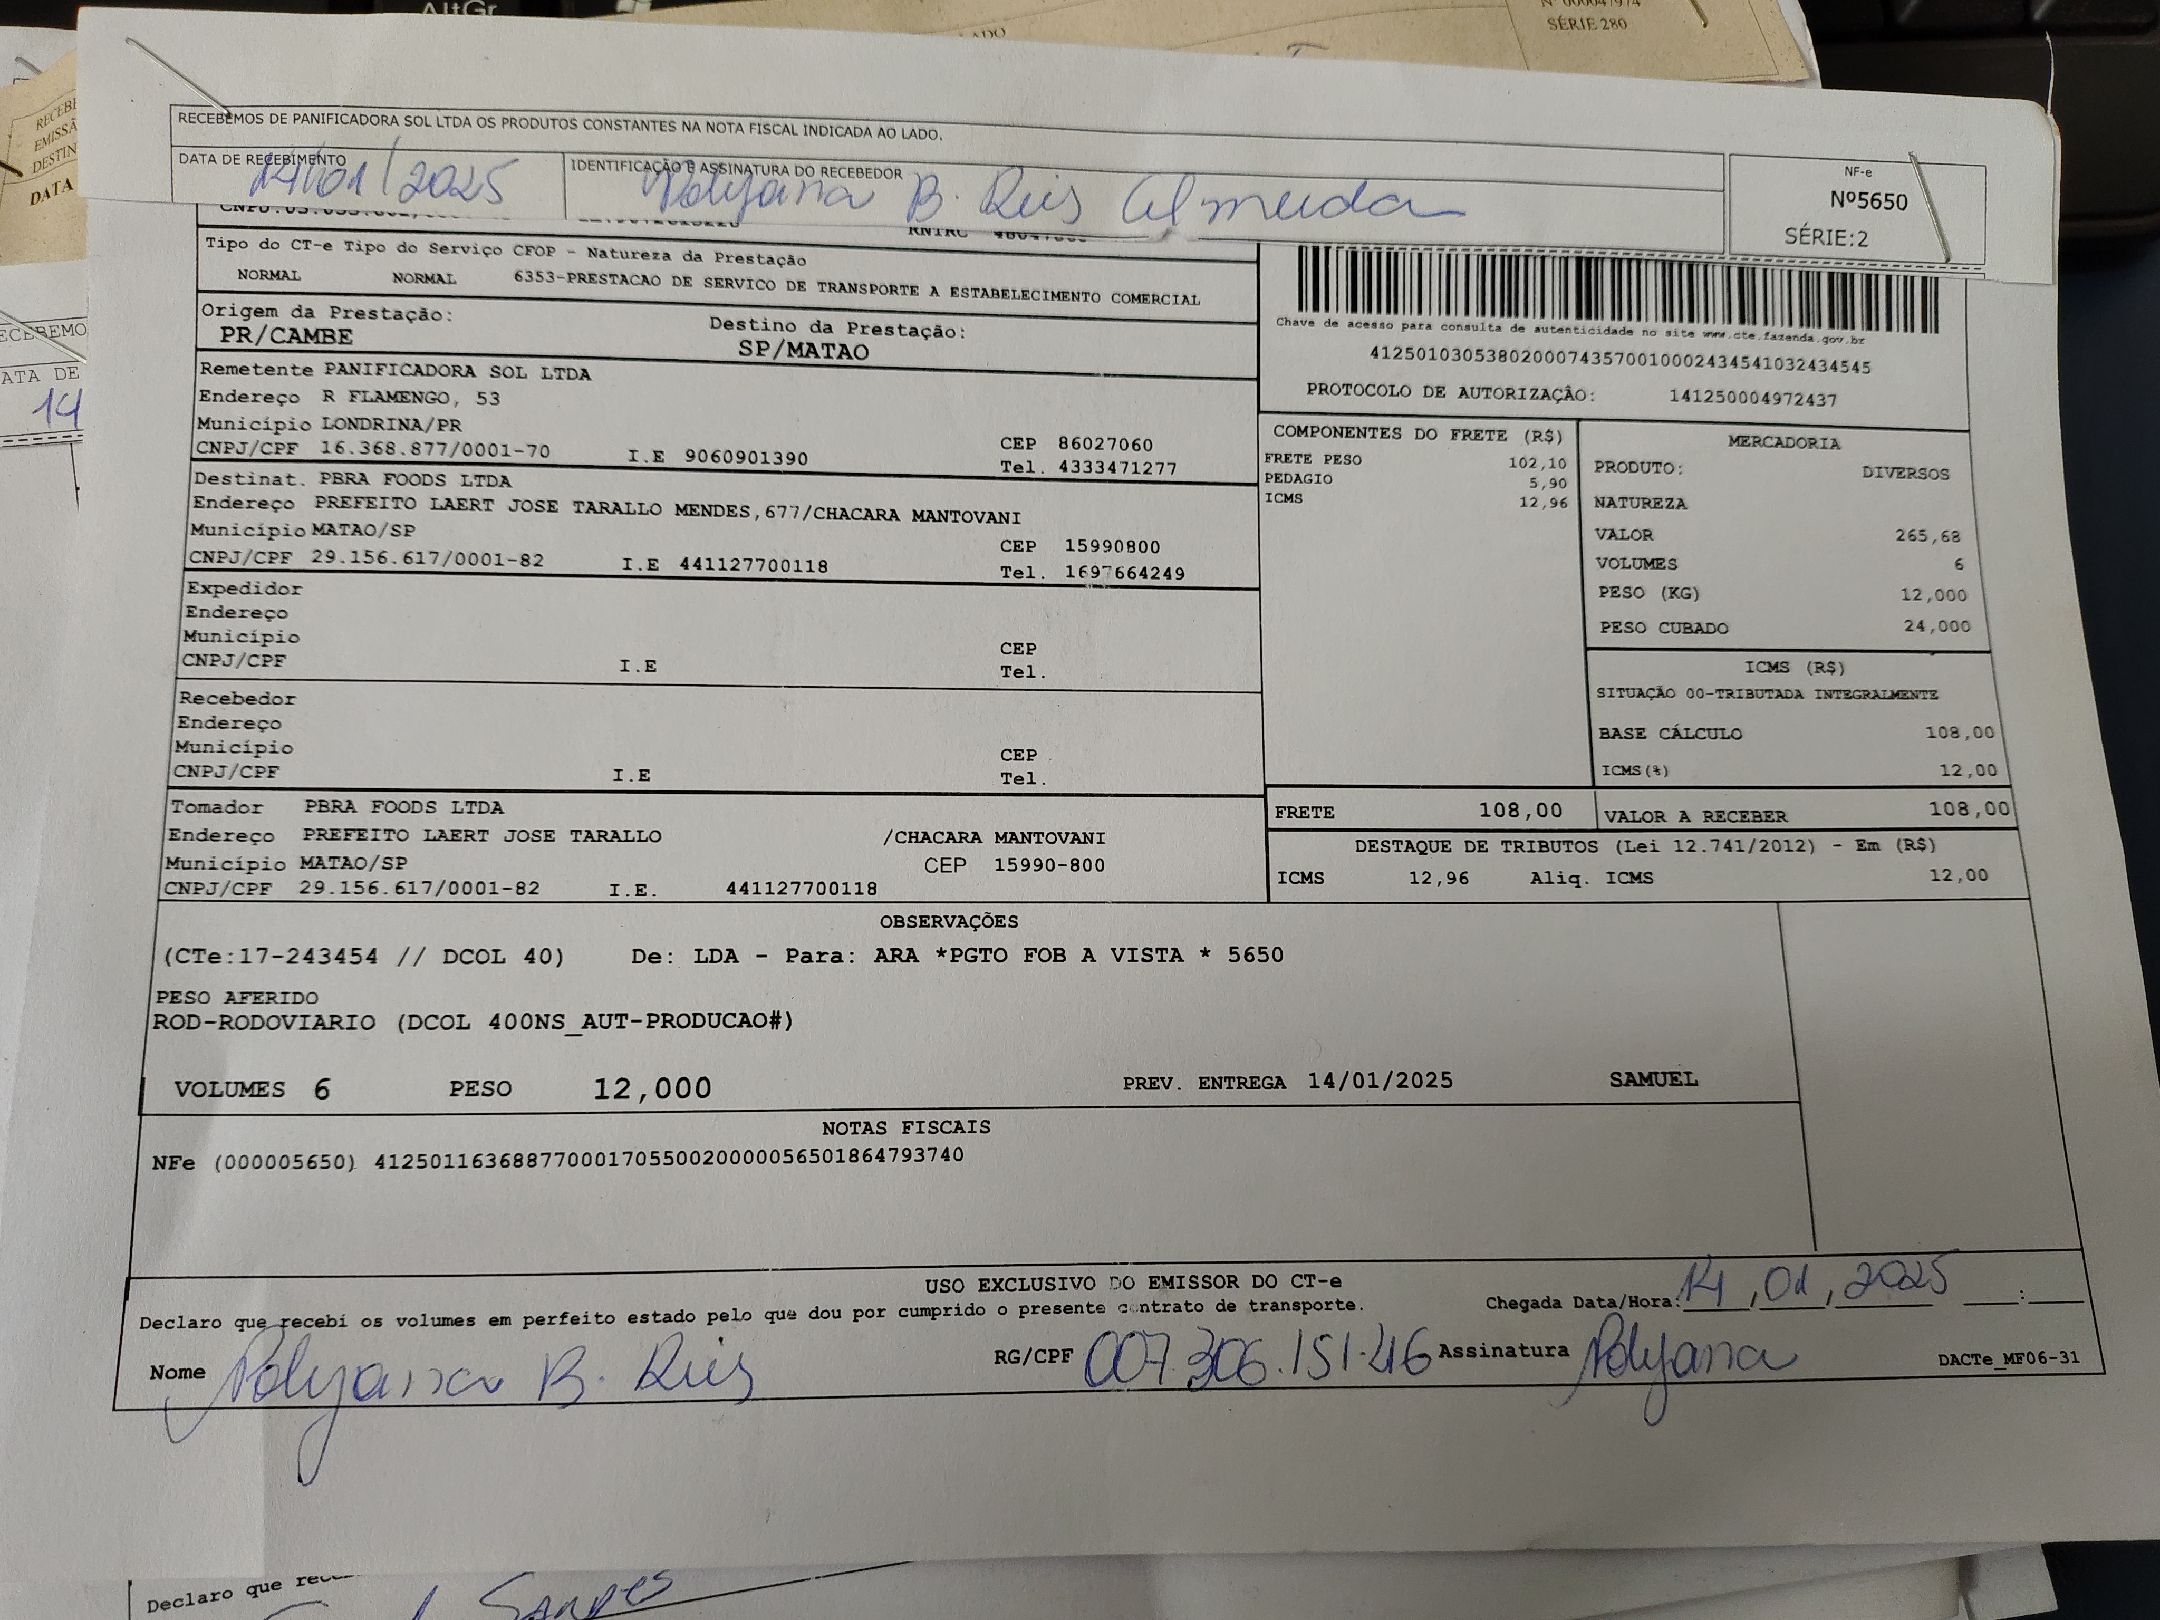 AltGr
Nº 000047974
SÉRIE 280
LADO
RECEBEMOS DE PANIFICADORA SOL LTDA OS PRODUTOS CONSTANTES NA NOTA FISCAL INDICADA AO LADO.
DATA DE RECEBIMENTO IDENTIFICAÇÃO E ASSINATURA DO RECEBEDOR
14/01/2025 Polyana B. Reis Almeida
NF-e
Nº5650
SÉRIE:2
RNTRC
Tipo do CT-e Tipo do Serviço CFOP - Natureza da Prestação
NORMAL NORMAL 6353-PRESTACAO DE SERVICO DE TRANSPORTE A ESTABELECIMENTO COMERCIAL
Origem da Prestação: Destino da Prestação:
PR/CAMBE SP/MATAO
Chave de acesso para consulta de autenticidade no site www.cte.fazenda.gov.br
41250103053802000743570010002434541032434545
PROTOCOLO DE AUTORIZAÇÂO: 141250004972437
Remetente PANIFICADORA SOL LTDA
Endereço R FLAMENGO, 53
Município LONDRINA/PR CEP 86027060
CNPJ/CPF 16.368.877/0001-70 I.E 9060901390 Tel. 4333471277
Destinat. PBRA FOODS LTDA
Endereço PREFEITO LAERT JOSE TARALLO MENDES,677/CHACARA MANTOVANI
Município MATAO/SP CEP 15990800
CNPJ/CPF 29.156.617/0001-82 I.E 441127700118 Tel. 1697664249
Expedidor
Endereço
Município CEP
CNPJ/CPF I.E Tel.
Recebedor
Endereço
Município CEP
CNPJ/CPF I.E Tel.
Tomador PBRA FOODS LTDA
Endereço PREFEITO LAERT JOSE TARALLO /CHACARA MANTOVANI
Município MATAO/SP CEP 15990-800
CNPJ/CPF 29.156.617/0001-82 I.E. 441127700118
COMPONENTES DO FRETE (R$)
FRETE PESO 102,10
PEDAGIO 5,90
ICMS 12,96
MERCADORIA
PRODUTO: DIVERSOS
NATUREZA
VALOR 265,68
VOLUMES 6
PESO (KG) 12,000
PESO CUBADO 24,000
ICMS (R$)
SITUAÇÃO 00-TRIBUTADA INTEGRALMENTE
BASE CÁLCULO 108,00
ICMS(%) 12,00
FRETE 108,00 VALOR A RECEBER 108,00
DESTAQUE DE TRIBUTOS (Lei 12.741/2012) - Em (R$)
ICMS 12,96 Aliq. ICMS 12,00
OBSERVAÇÕES
(CTe:17-243454 // DCOL 40) De: LDA - Para: ARA *PGTO FOB A VISTA * 5650
PESO AFERIDO
ROD-RODOVIARIO (DCOL 400NS_AUT-PRODUCAO#)
VOLUMES 6 PESO 12,000 PREV. ENTREGA 14/01/2025 SAMUEL
NOTAS FISCAIS
NFe (000005650) 41250116368877000170550020000056501864793740
USO EXCLUSIVO DO EMISSOR DO CT-e
Declaro que recebi os volumes em perfeito estado pelo que dou por cumprido o presente contrato de transporte. Chegada Data/Hora: 14,01,2025 :
Nome Polyana B. Reis RG/CPF 007.306.151-46 Assinatura Polyana DACTe_MF06-31
DATA
ATA DE
14
Declaro que